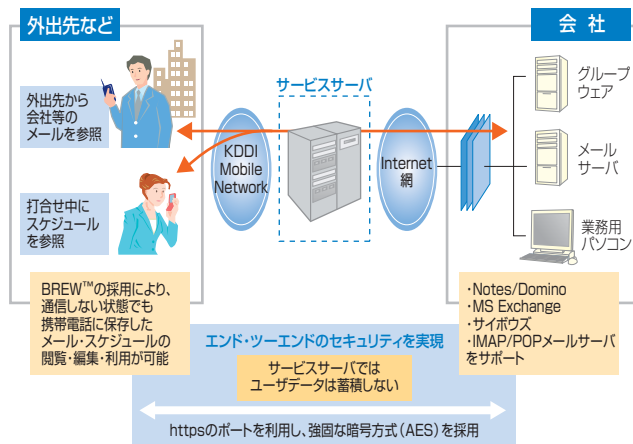 外出先など
会 社
外出先から
会社等の
メールを参照
打合せ中に
スケジュール
を参照
KDDI
Mobile
Network
サービスサーバ
Internet
網
グループ
ウェア
メール
サーバ
業務用
パソコン
BREW™の採用により、
通信しない状態でも
携帯電話に保存した
メール・スケジュールの
閲覧・編集・利用が可能
・Notes/Domino
・MS Exchange
・サイボウズ
・IMAP/POPメールサーバ
をサポート
エンド・ツーエンドのセキュリティを実現
サービスサーバでは
ユーザデータは蓄積しない
httpsのポートを利用し、強固な暗号方式（AES）を採用